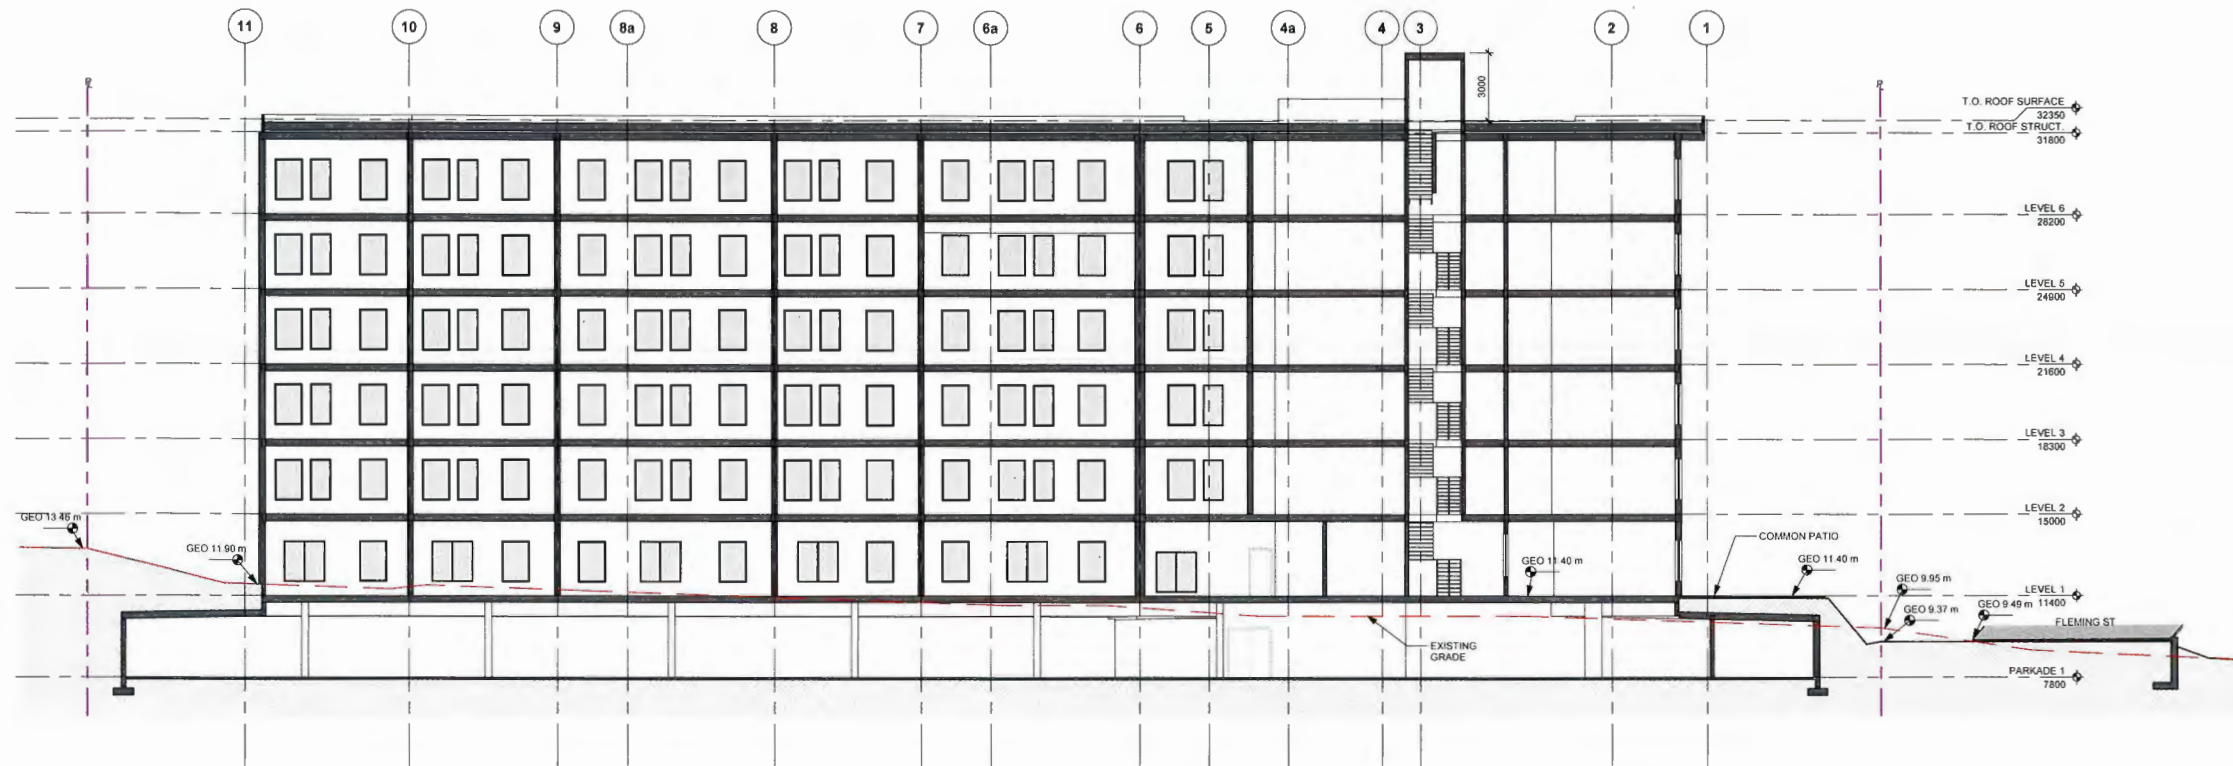 11 10 9 8a 8 7 6a 6 5 4a 4 3 2 1
3000
T.O. ROOF SURFACE
32350
T.O. ROOF STRUCT.
31800
LEVEL 6
28200
LEVEL 5
24900
LEVEL 4
21600
LEVEL 3
18300
LEVEL 2
15000
GEO 13.46 m
GEO 11.90 m
COMMON PATIO
GEO 11.40 m
GEO 11.40 m
GEO 9.95 m
LEVEL 1
11400
GEO 9.37 m
GEO 9.49 m
FLEMING ST
EXISTING
GRADE
PARKADE 1
7800